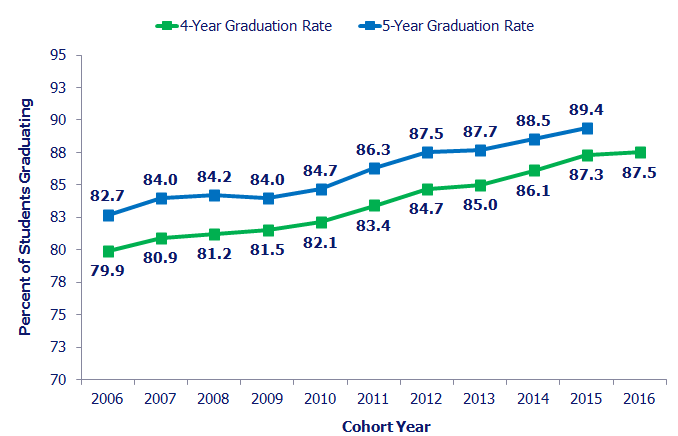 4-Year Graduation Rate 5-Year Graduation Rate
Percent of Students Graduating
95
93
90
88
85
83
80
78
75
73
70
82.7 84.0 84.2 84.0 84.7 86.3 87.5 87.7 88.5 89.4
79.9 80.9 81.2 81.5 82.1 83.4 84.7 85.0 86.1 87.3 87.5
2006 2007 2008 2009 2010 2011 2012 2013 2014 2015 2016
Cohort Year